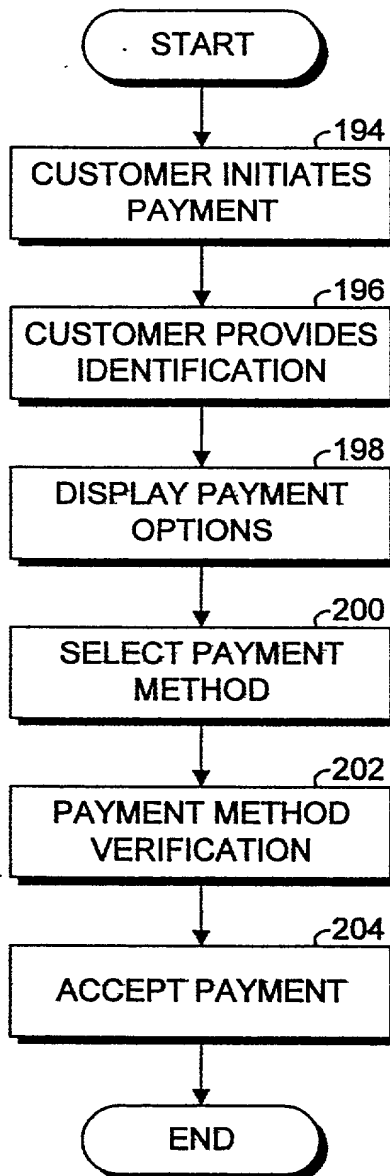 START
194
CUSTOMER INITIATES
PAYMENT
196
CUSTOMER PROVIDES
IDENTIFICATION
198
DISPLAY PAYMENT
OPTIONS
200
SELECT PAYMENT
METHOD
202
PAYMENT METHOD
VERIFICATION
204
ACCEPT PAYMENT
END